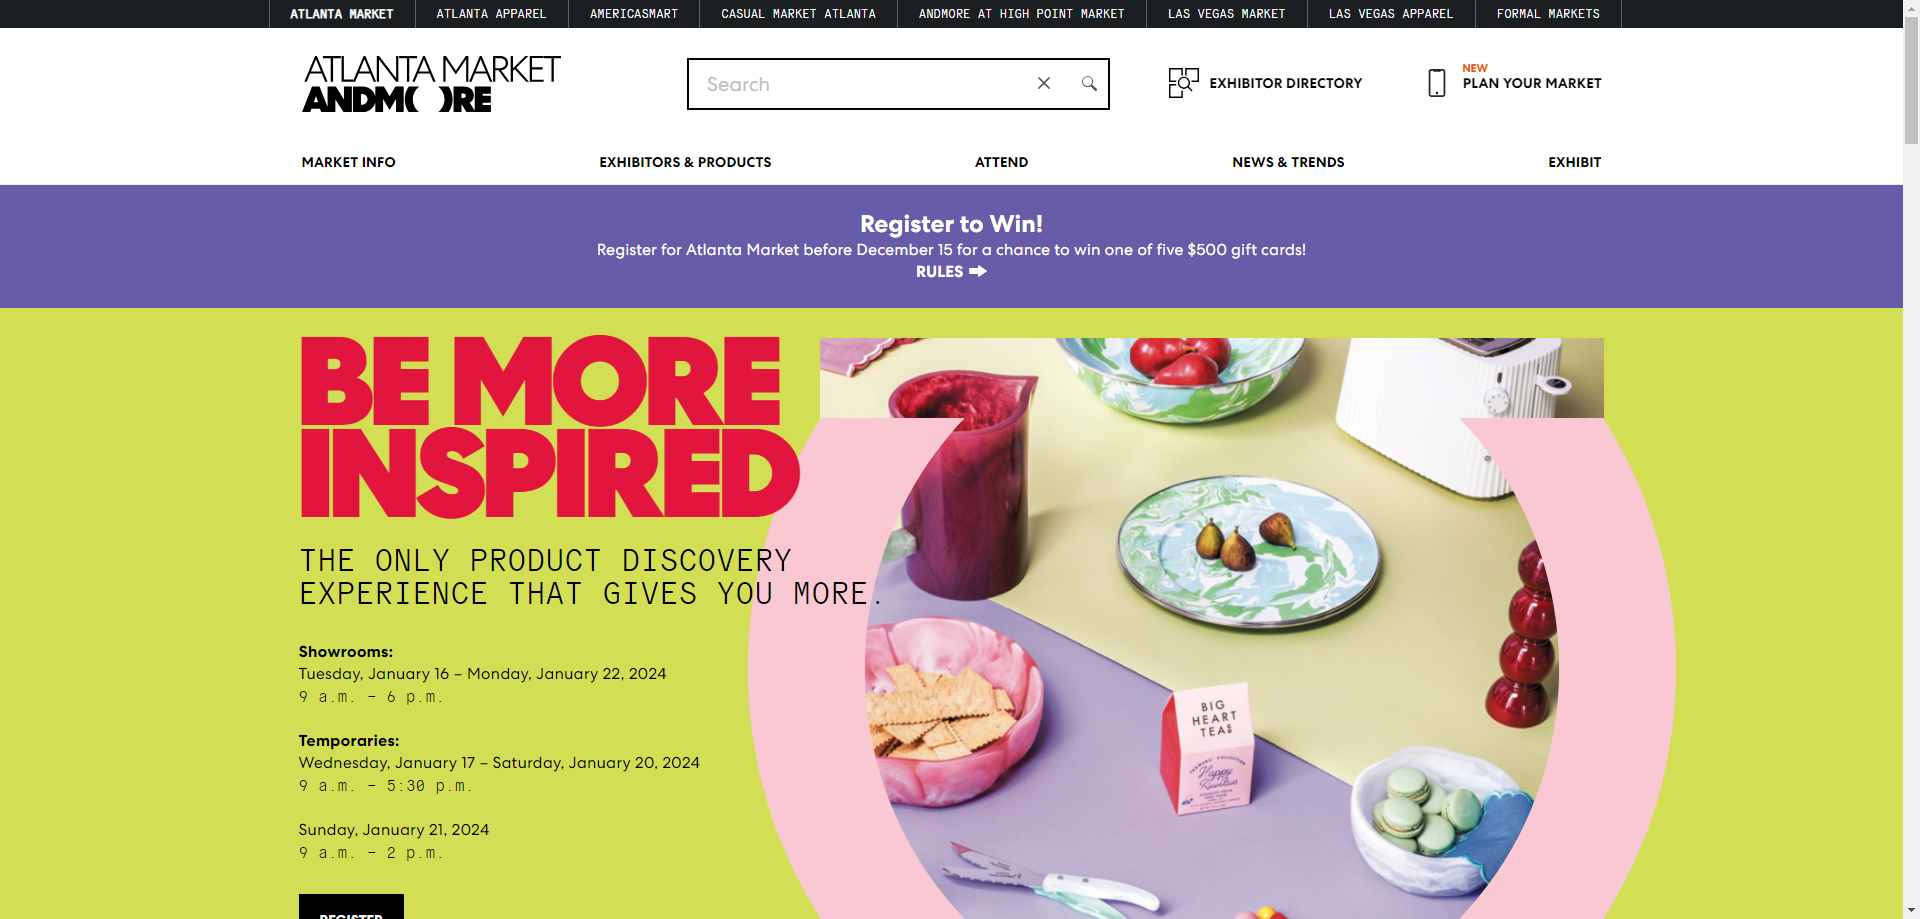 ATLANTA MARKET
ATLANTA APPAREL
AMERICASMART
CASUAL MARKET ATLANTA
ANDMORE AT HIGH POINT MARKET
LAS VEGAS MARKET
LAS VEGAS APPAREL
FORMAL MARKETS
ATLANTA MARKET
ANDM( )RE
Search
EXHIBITOR DIRECTORY
NEW
PLAN YOUR MARKET
MARKET INFO
EXHIBITORS & PRODUCTS
ATTEND
NEWS & TRENDS
EXHIBIT
Register to Win!
Register for Atlanta Market before December 15 for a chance to win one of five $500 gift cards!
RULES
BE MORE
INSPIRED
THE ONLY PRODUCT DISCOVERY
EXPERIENCE THAT GIVES YOU MORE.
Showrooms:
Tuesday, January 16 – Monday, January 22, 2024
9 a.m. – 6 p.m.
Temporaries:
Wednesday, January 17 – Saturday, January 20, 2024
9 a.m. – 5:30 p.m.
Sunday, January 21, 2024
9 a.m. – 2 p.m.
REGISTER
BIG
HEART
TEAS
Happy
Rooibos